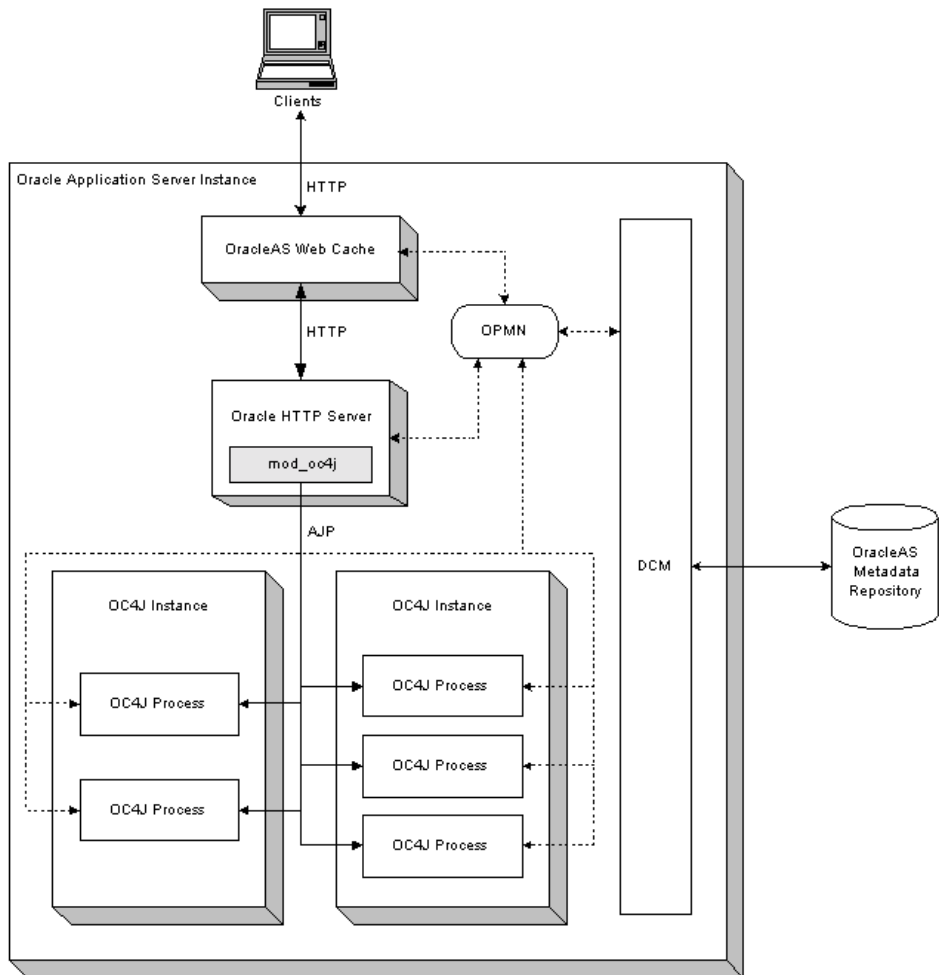 Clients
Oracle Application Server Instance
HTTP
OracleAS Web Cache
HTTP
OPMN
Oracle HTTP Server
mod_oc4j
AJP
DCM
OracleAS
Metadata
Repository
OC4J Instance
OC4J Process
OC4J Process
OC4J Instance
OC4J Process
OC4J Process
OC4J Process